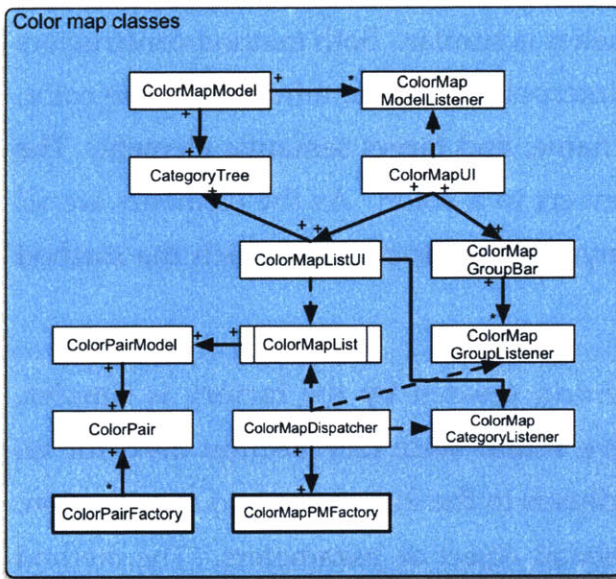 Color map classes
ColorMapModel
+
*
ColorMap
ModelListener
+
+
CategoryTree
+
ColorMapUI
+
+
+
+
+
ColorMapListUI
ColorMap
GroupBar
+
*
ColorPairModel
+
+
ColorMapList
ColorMap
GroupListener
+
+
ColorPair
+
ColorMapDispatcher
+
ColorMap
CategoryListener
*
+
ColorPairFactory
ColorMapPMFactory